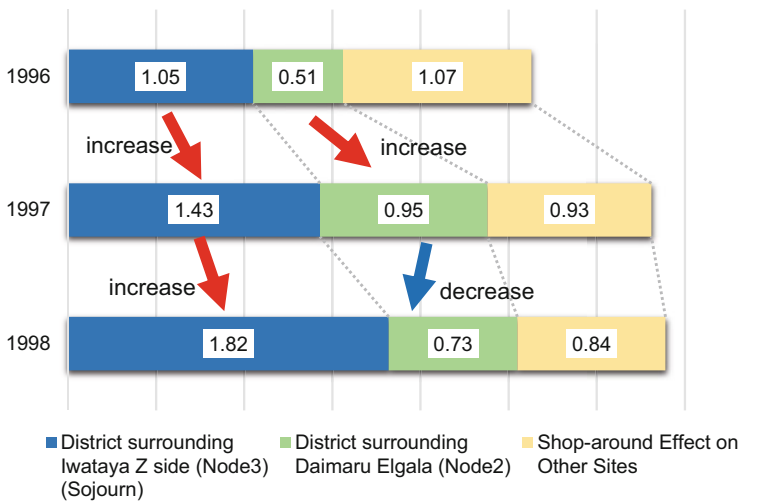 1996
1.05
0.51
1.07
increase
increase
1997
1.43
0.95
0.93
increase
decrease
1998
1.82
0.73
0.84
District surrounding
Iwataya Z side (Node3)
(Sojourn)
District surrounding
Daimaru Elgala (Node2)
Shop-around Effect on
Other Sites